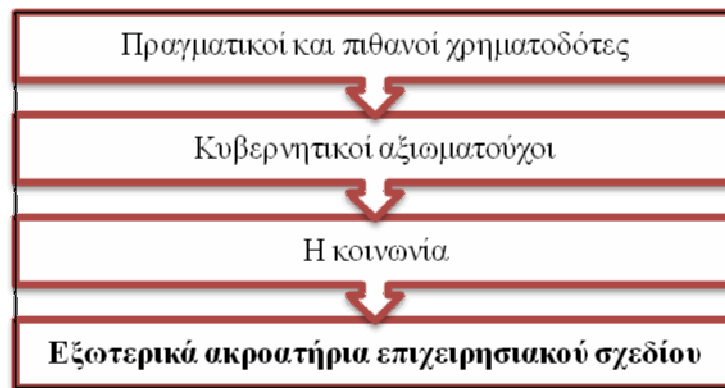 Πραγματικοί και πιθανοί χρηματοδότες
Κυβερνητικοί αξιωματούχοι
Η κοινωνία
Εξωτερικά ακροατήρια επιχειρησιακού σχεδίου